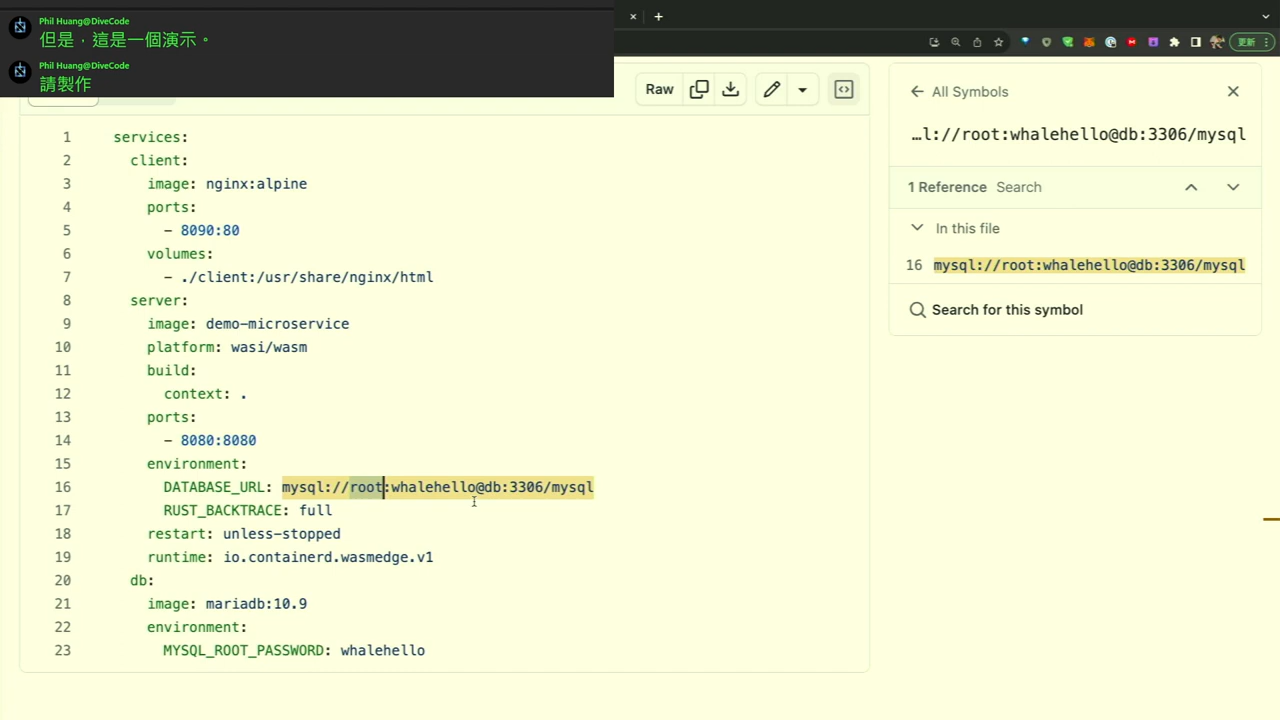 Phil Huang@DiveCode
但是，這是一個演示。
Phil Huang@DiveCode
請製作
更新
Raw
1 services:
2 client:
3 image: nginx:alpine
4 ports:
5 - 8090:80
6 volumes:
7 - ./client:/usr/share/nginx/html
8 server:
9 image: demo-microservice
10 platform: wasi/wasm
11 build:
12 context: .
13 ports:
14 - 8080:8080
15 environment:
16 DATABASE_URL: mysql://root:whalehello@db:3306/mysql
17 RUST_BACKTRACE: full
18 restart: unless-stopped
19 runtime: io.containerd.wasmedge.v1
20 db:
21 image: mariadb:10.9
22 environment:
23 MYSQL_ROOT_PASSWORD: whalehello
All Symbols
…l://root:whalehello@db:3306/mysql
1 Reference Search
In this file
16 mysql://root:whalehello@db:3306/mysql
Search for this symbol